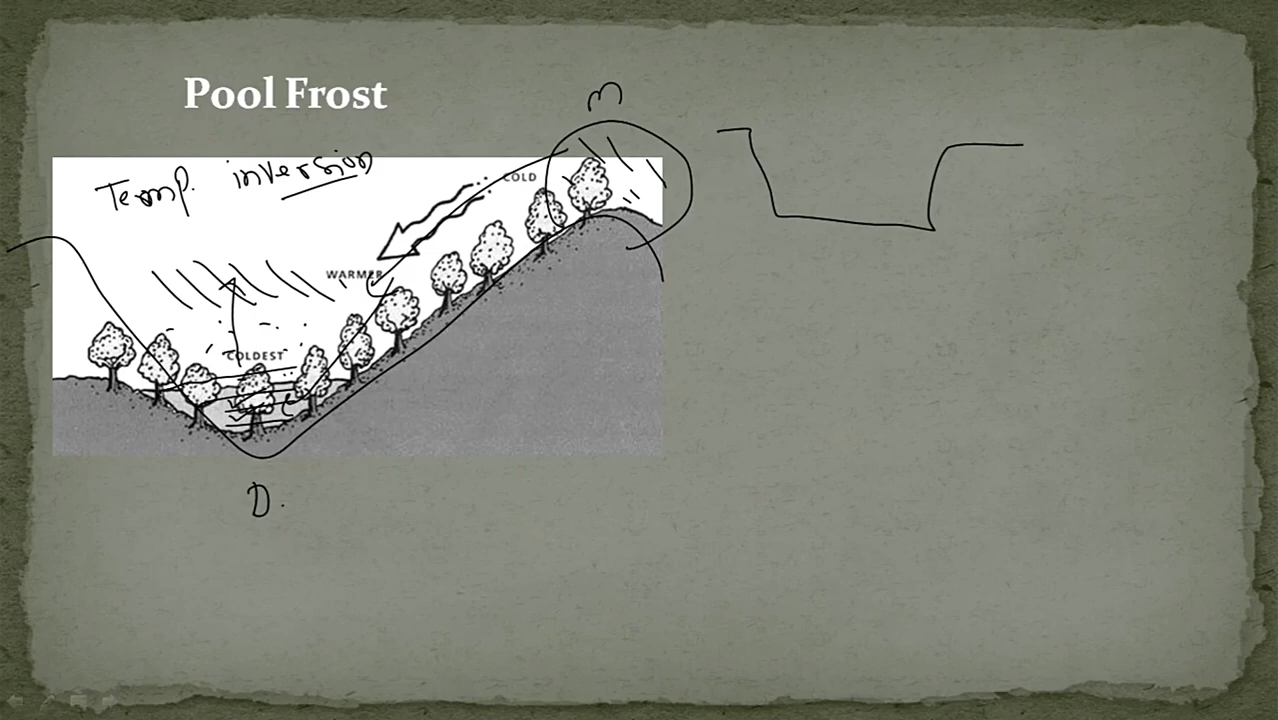 Pool Frost
m
Temp. inversion
COLD
WARMER
COLDEST
D.